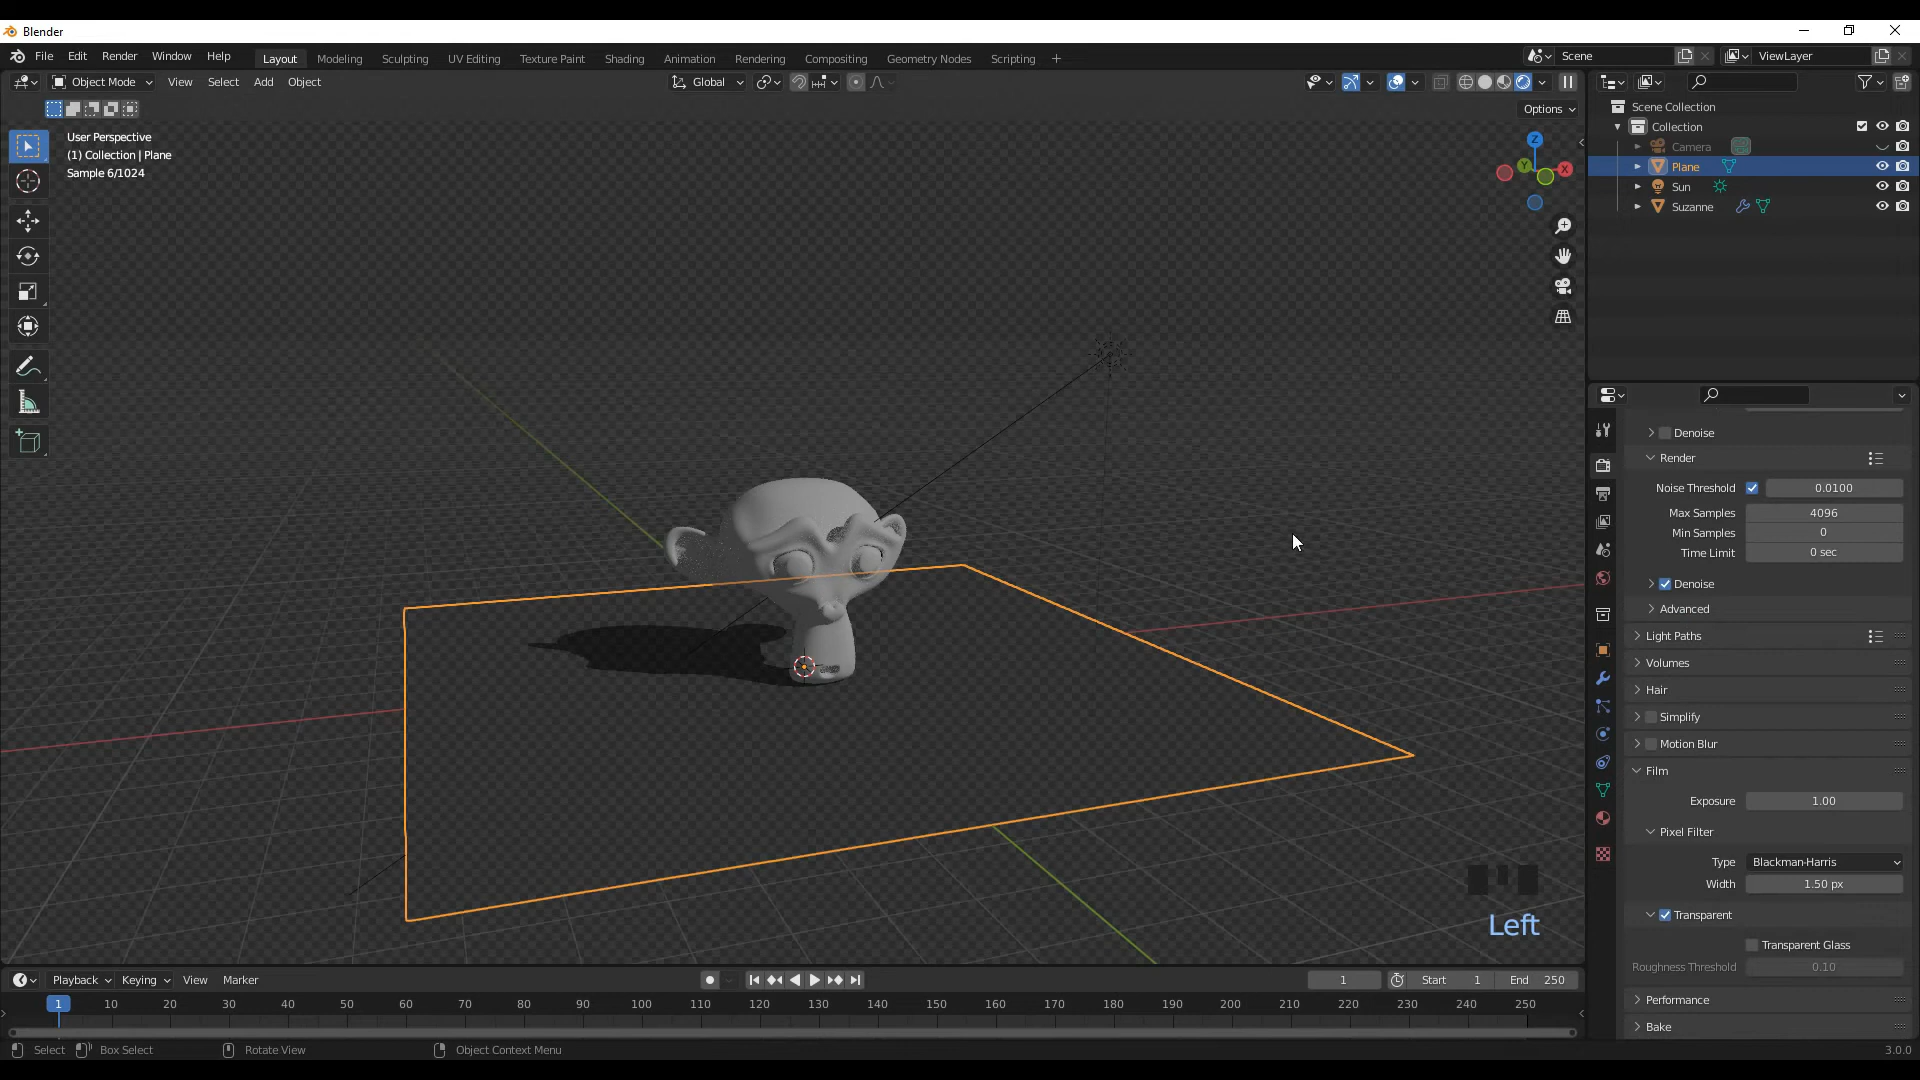 Blender
File Edit Render Window Help Layout Modeling Sculpting UV Editing Texture Paint Shading Animation Rendering Compositing Geometry Nodes Scripting + Scene ViewLayer
Object Mode View Select Add Object Global
Options
User Perspective
(1) Collection | Plane
Sample 6/1024
Z
Y
X
Scene Collection
Collection
Camera
Plane
Sun
Suzanne
Denoise
Render
Noise Threshold 0.0100
Max Samples 4096
Min Samples 0
Time Limit 0 sec
Denoise
Advanced
Light Paths
Volumes
Hair
Simplify
Motion Blur
Film
Exposure 1.00
Pixel Filter
Type Blackman-Harris
Width 1.50 px
Transparent
Transparent Glass
Roughness Threshold 0.10
Performance
Bake
Left
Playback Keying View Marker 1 Start 1 End 250
1 10 20 30 40 50 60 70 80 90 100 110 120 130 140 150 160 170 180 190 200 210 220 230 240 250
Select Box Select Rotate View Object Context Menu 3.0.0